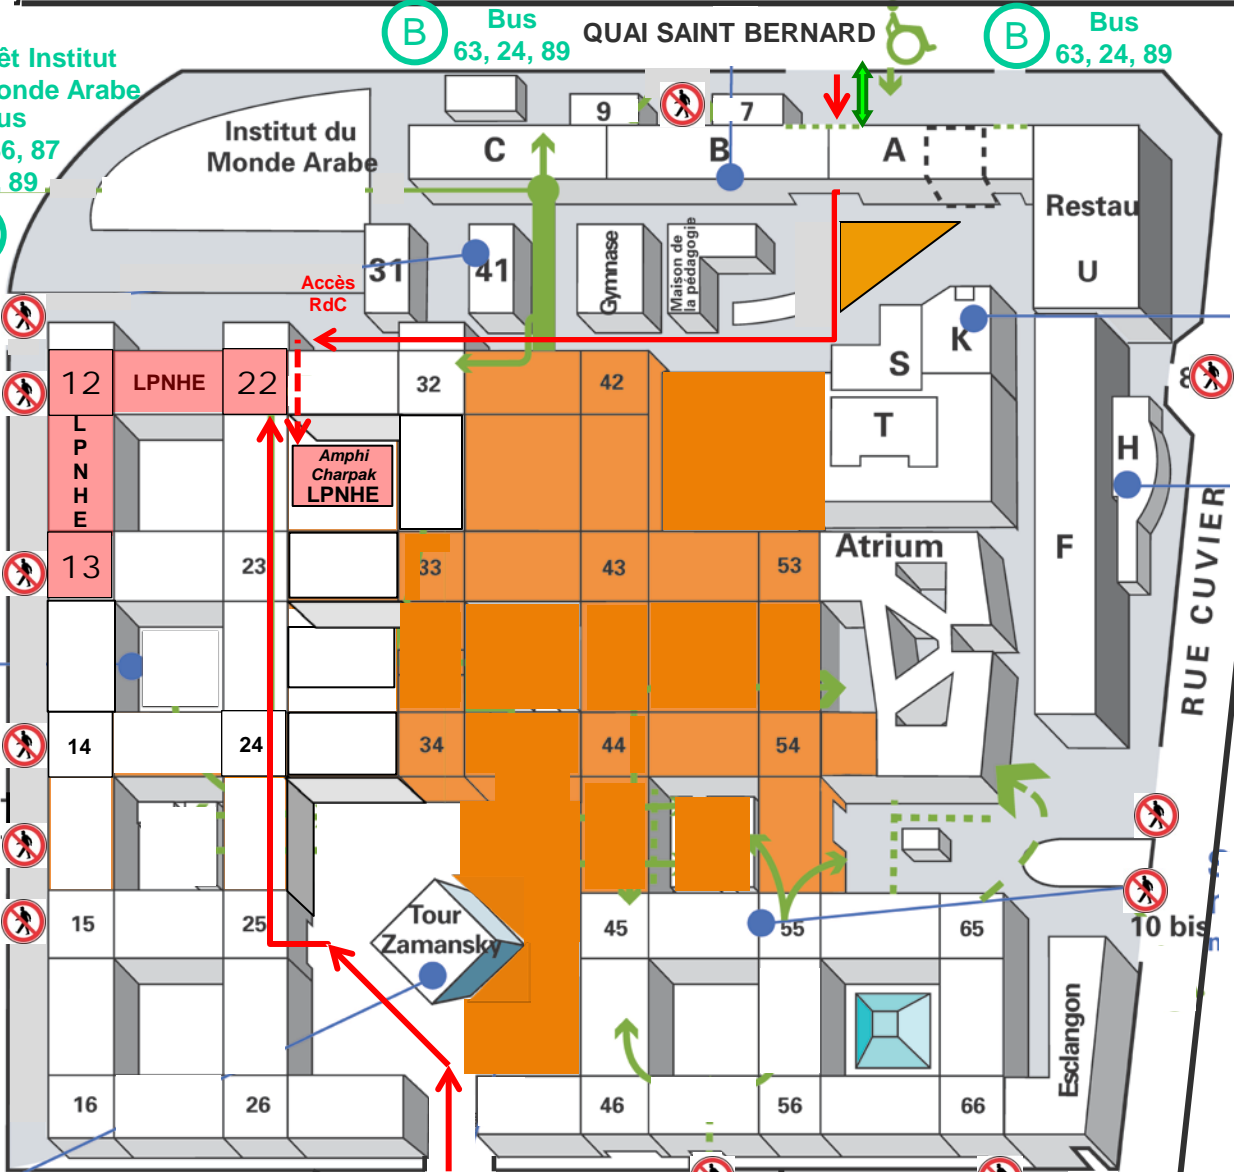 B
Bus
63, 24, 89
QUAI SAINT BERNARD
B
Bus
63, 24, 89
êt Institut
onde Arabe
us
6, 87
89
Institut du
Monde Arabe
9
7
C
B
A
Restau
U
31
41
Gymnase
Maison de
la pédagogie
Accès
RdC
K
S
T
H
F
8
12
LPNHE
22
32
42
LPNHE
Amphi
Charpak
LPNHE
13
23
33
43
53
Atrium
RUE CUVIER
14
24
34
44
54
15
25
Tour
Zamansky
45
55
65
10 bis
Esclangon
16
26
46
56
66